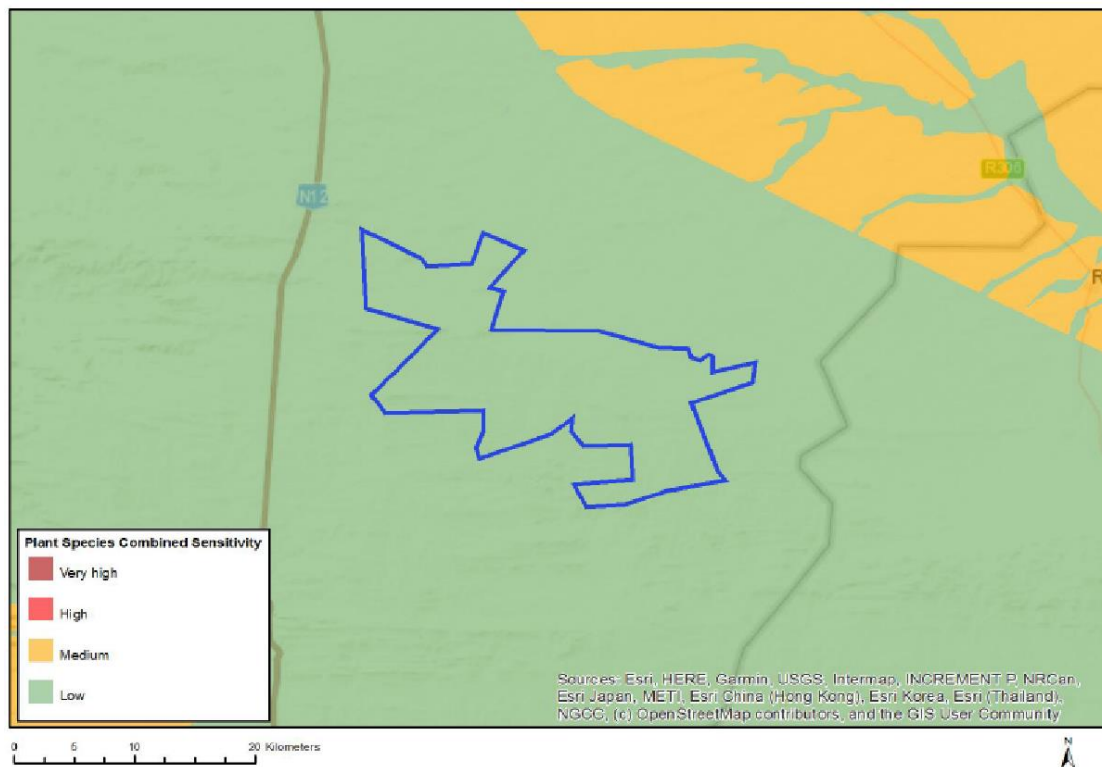 N12
R306
R
Plant Species Combined Sensitivity
Very high
High
Medium
Low
Sources: Esri, HERE, Garmin, USGS, Intermap, INCREMENT P, NRCan,
Esri Japan, METI, Esri China (Hong Kong), Esri Korea, Esri (Thailand),
NGCC, (c) OpenStreetMap contributors, and the GIS User Community
0 5 10 20 Kilometers
N